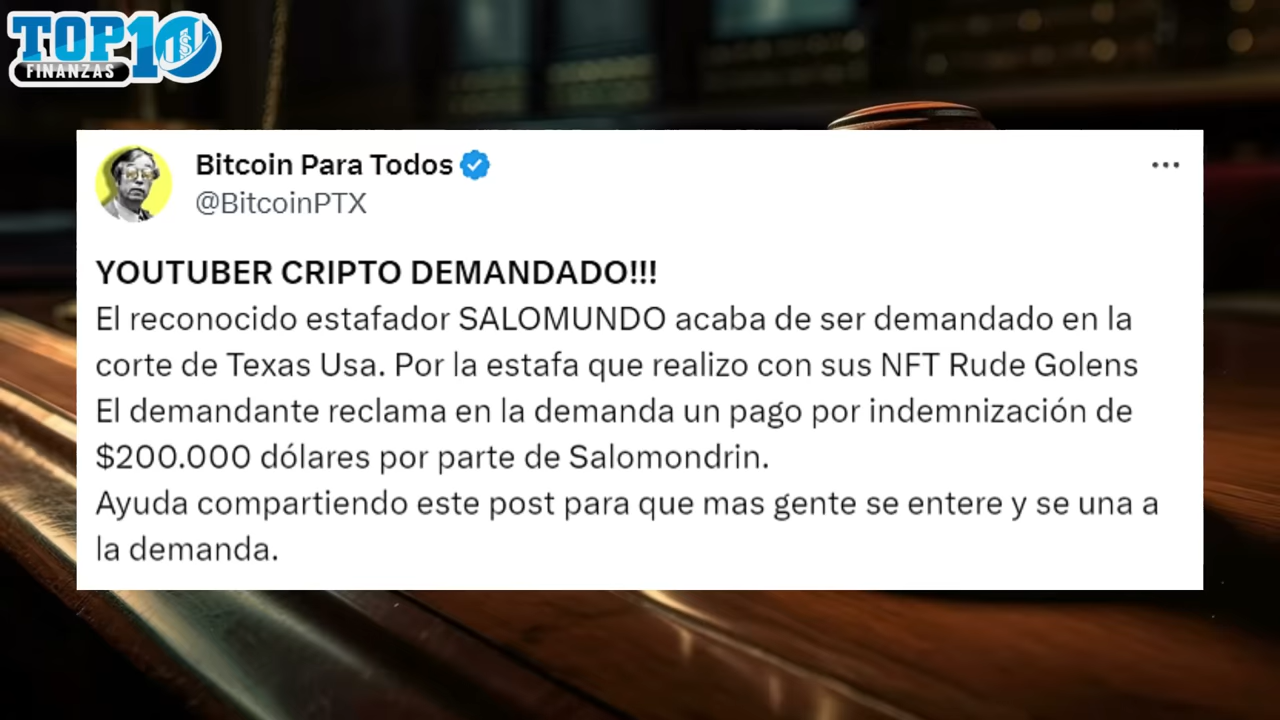 TOP10
FINANZAS
Bitcoin Para Todos
@BitcoinPTX
YOUTUBER CRIPTO DEMANDADO!!!
El reconocido estafador SALOMUNDO acaba de ser demandado en la
corte de Texas Usa. Por la estafa que realizo con sus NFT Rude Golens
El demandante reclama en la demanda un pago por indemnización de
$200.000 dólares por parte de Salomondrin.
Ayuda compartiendo este post para que mas gente se entere y se una a
la demanda.